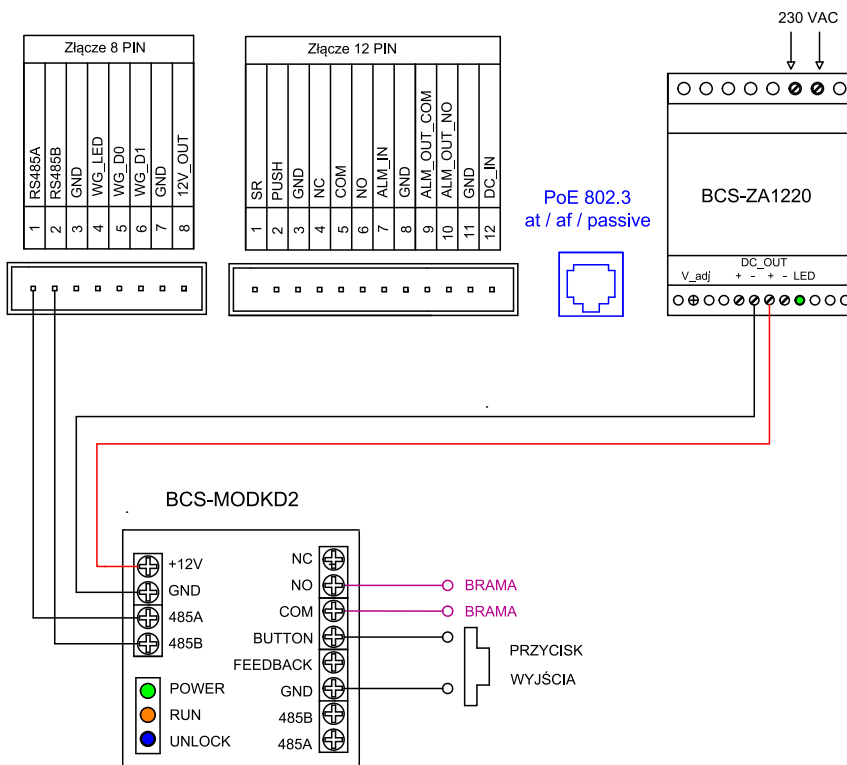 230 VAC
Złącze 8 PIN
RS485A
RS485B
GND
WG_LED
WG_D0
WG_D1
GND
12V_OUT
1 2 3 4 5 6 7 8
Złącze 12 PIN
SR
PUSH
GND
NC
COM
NO
ALM_IN
GND
ALM_OUT_COM
ALM_OUT_NO
GND
DC_IN
1 2 3 4 5 6 7 8 9 10 11 12
PoE 802.3
at / af / passive
BCS-ZA1220
DC_OUT
V_adj + - + - LED
BCS-MODKD2
+12V
GND
485A
485B
POWER
RUN
UNLOCK
NC
NO
COM
BUTTON
FEEDBACK
GND
485B
485A
BRAMA
BRAMA
PRZYCISK
WYJŚCIA